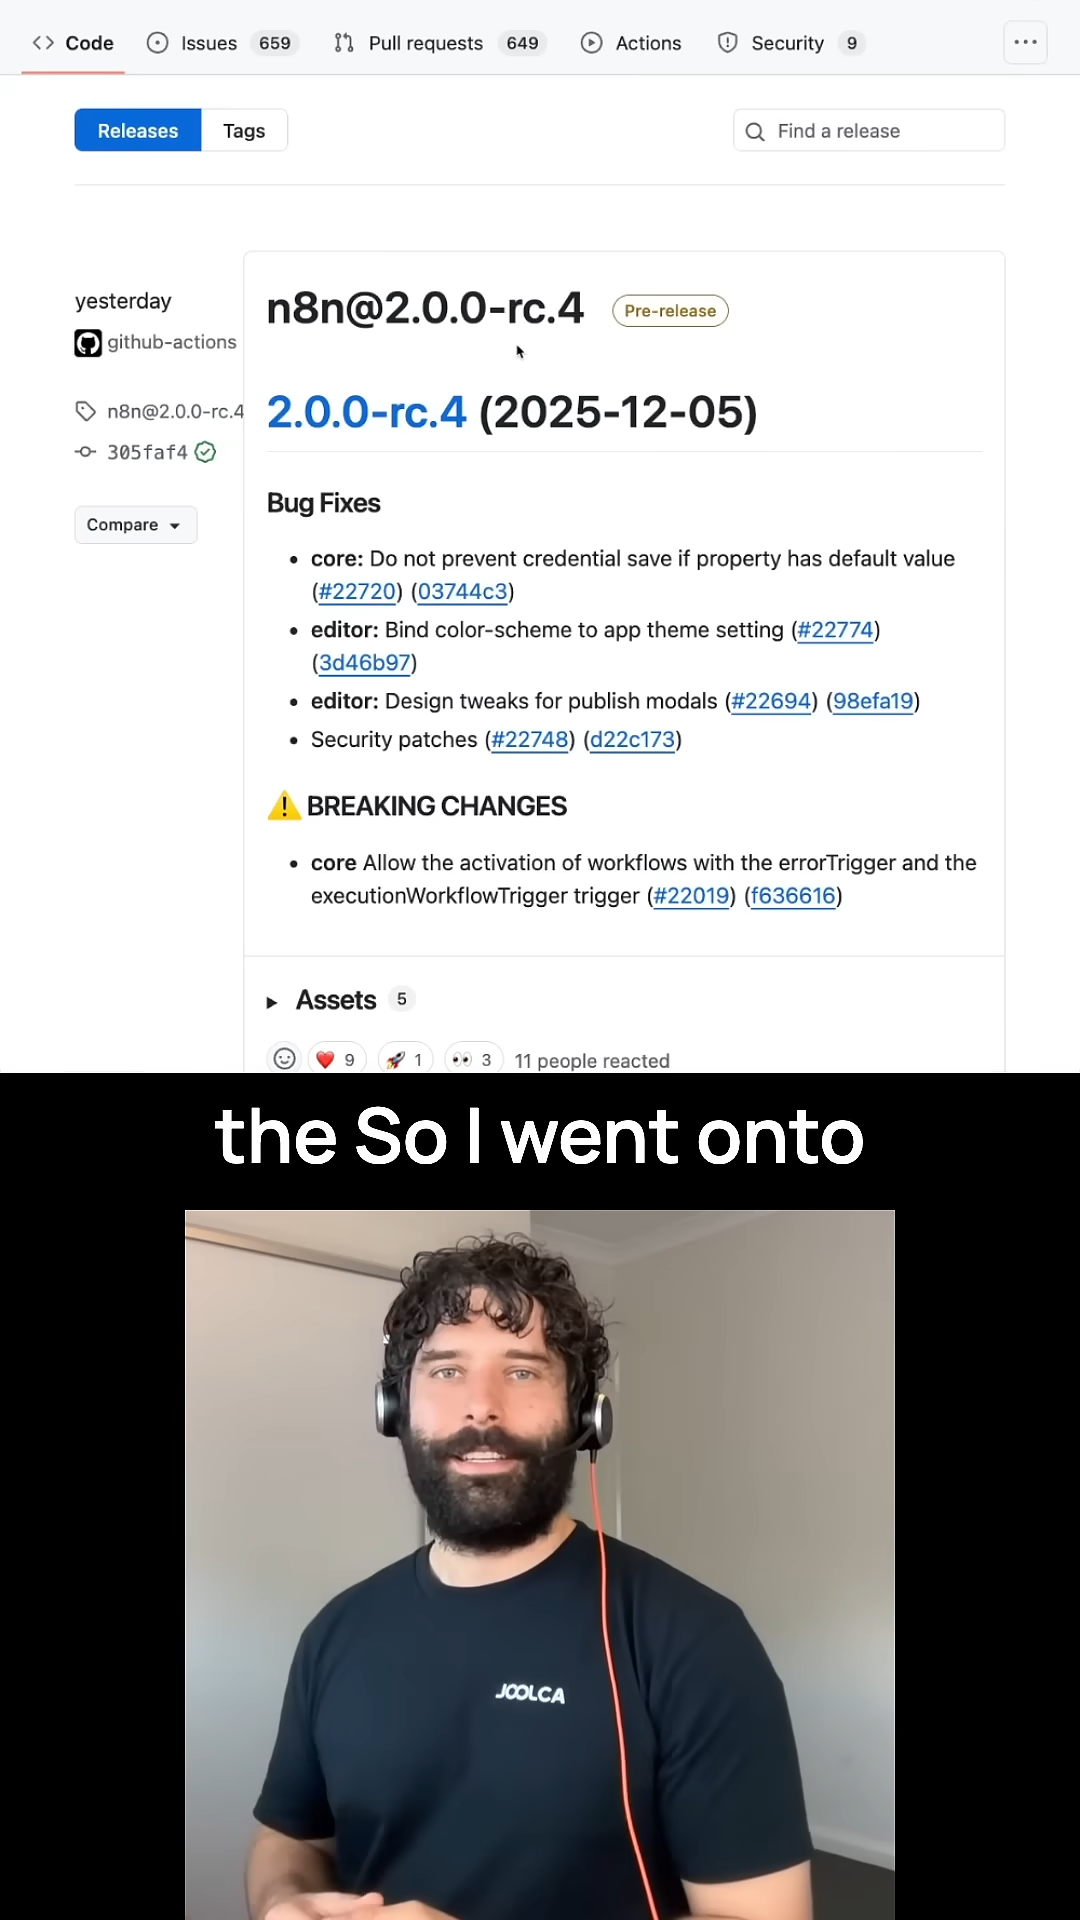 Code Issues 659 Pull requests 649 Actions Security 9
Releases Tags Find a release
yesterday
github-actions
n8n@2.0.0-rc.4
305faf4
Compare
n8n@2.0.0-rc.4 Pre-release
2.0.0-rc.4 (2025-12-05)
Bug Fixes
• core: Do not prevent credential save if property has default value
(#22720) (03744c3)
• editor: Bind color-scheme to app theme setting (#22774)
(3d46b97)
• editor: Design tweaks for publish modals (#22694) (98efa19)
• Security patches (#22748) (d22c173)
⚠️ BREAKING CHANGES
• core Allow the activation of workflows with the errorTrigger and the
executionWorkflowTrigger trigger (#22019) (f636616)
Assets 5
❤️ 9 🚀 1 👀 3 11 people reacted
the So I went onto
JOOLCA